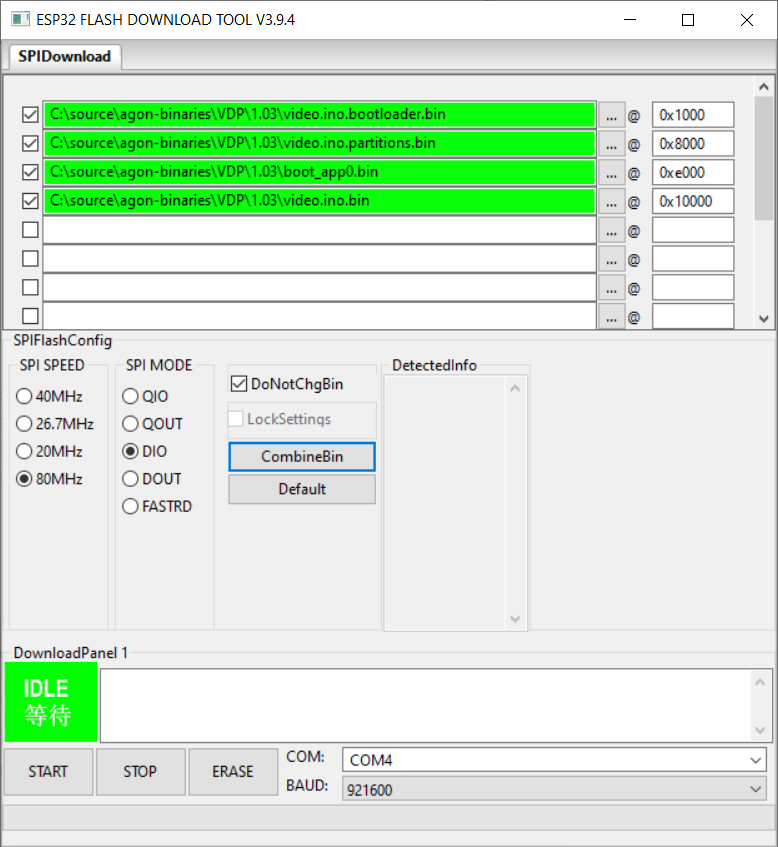 ESP32 FLASH DOWNLOAD TOOL V3.9.4
SPIDownload
C:\source\agon-binaries\VDP\1.03\video.ino.bootloader.bin ... @ 0x1000
C:\source\agon-binaries\VDP\1.03\video.ino.partitions.bin ... @ 0x8000
C:\source\agon-binaries\VDP\1.03\boot_app0.bin ... @ 0xe000
C:\source\agon-binaries\VDP\1.03\video.ino.bin ... @ 0x10000
... @
... @
... @
... @
SPIFlashConfig
SPI SPEED
40MHz
26.7MHz
20MHz
80MHz
SPI MODE
QIO
QOUT
DIO
DOUT
FASTRD
DoNotChgBin
LockSettings
CombineBin
Default
DetectedInfo
DownloadPanel 1
IDLE
等待
START STOP ERASE
COM: COM4
BAUD: 921600